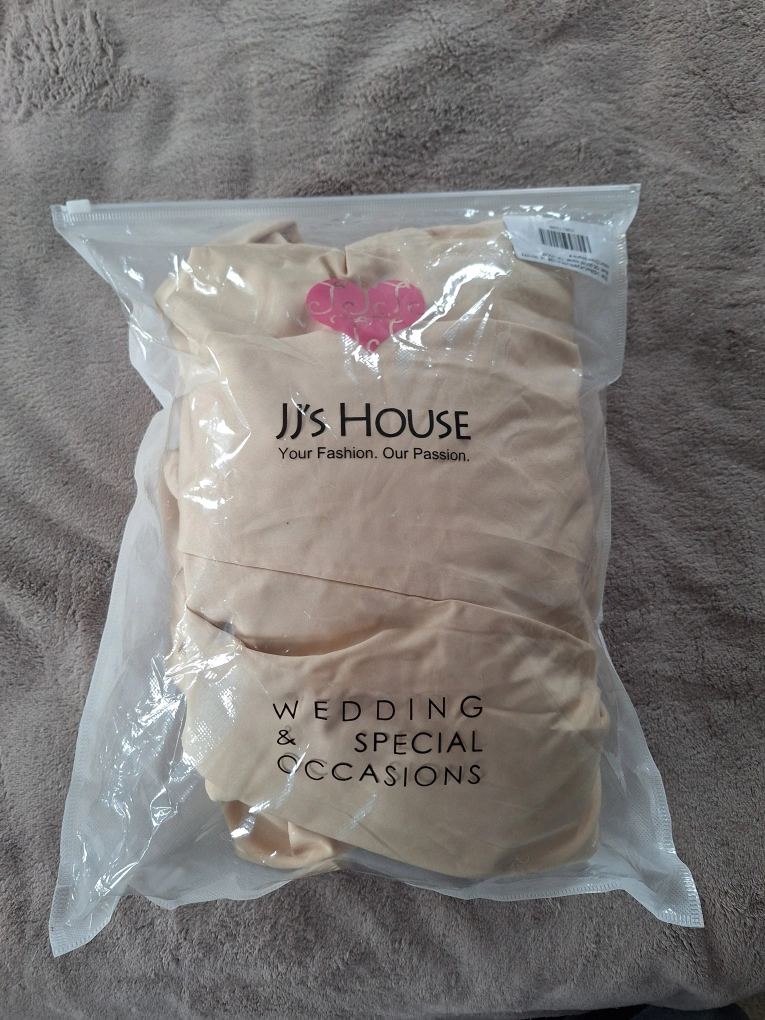 JJ'S HOUSE
Your Fashion. Our Passion.
WEDDING
& SPECIAL
OCCASIONS